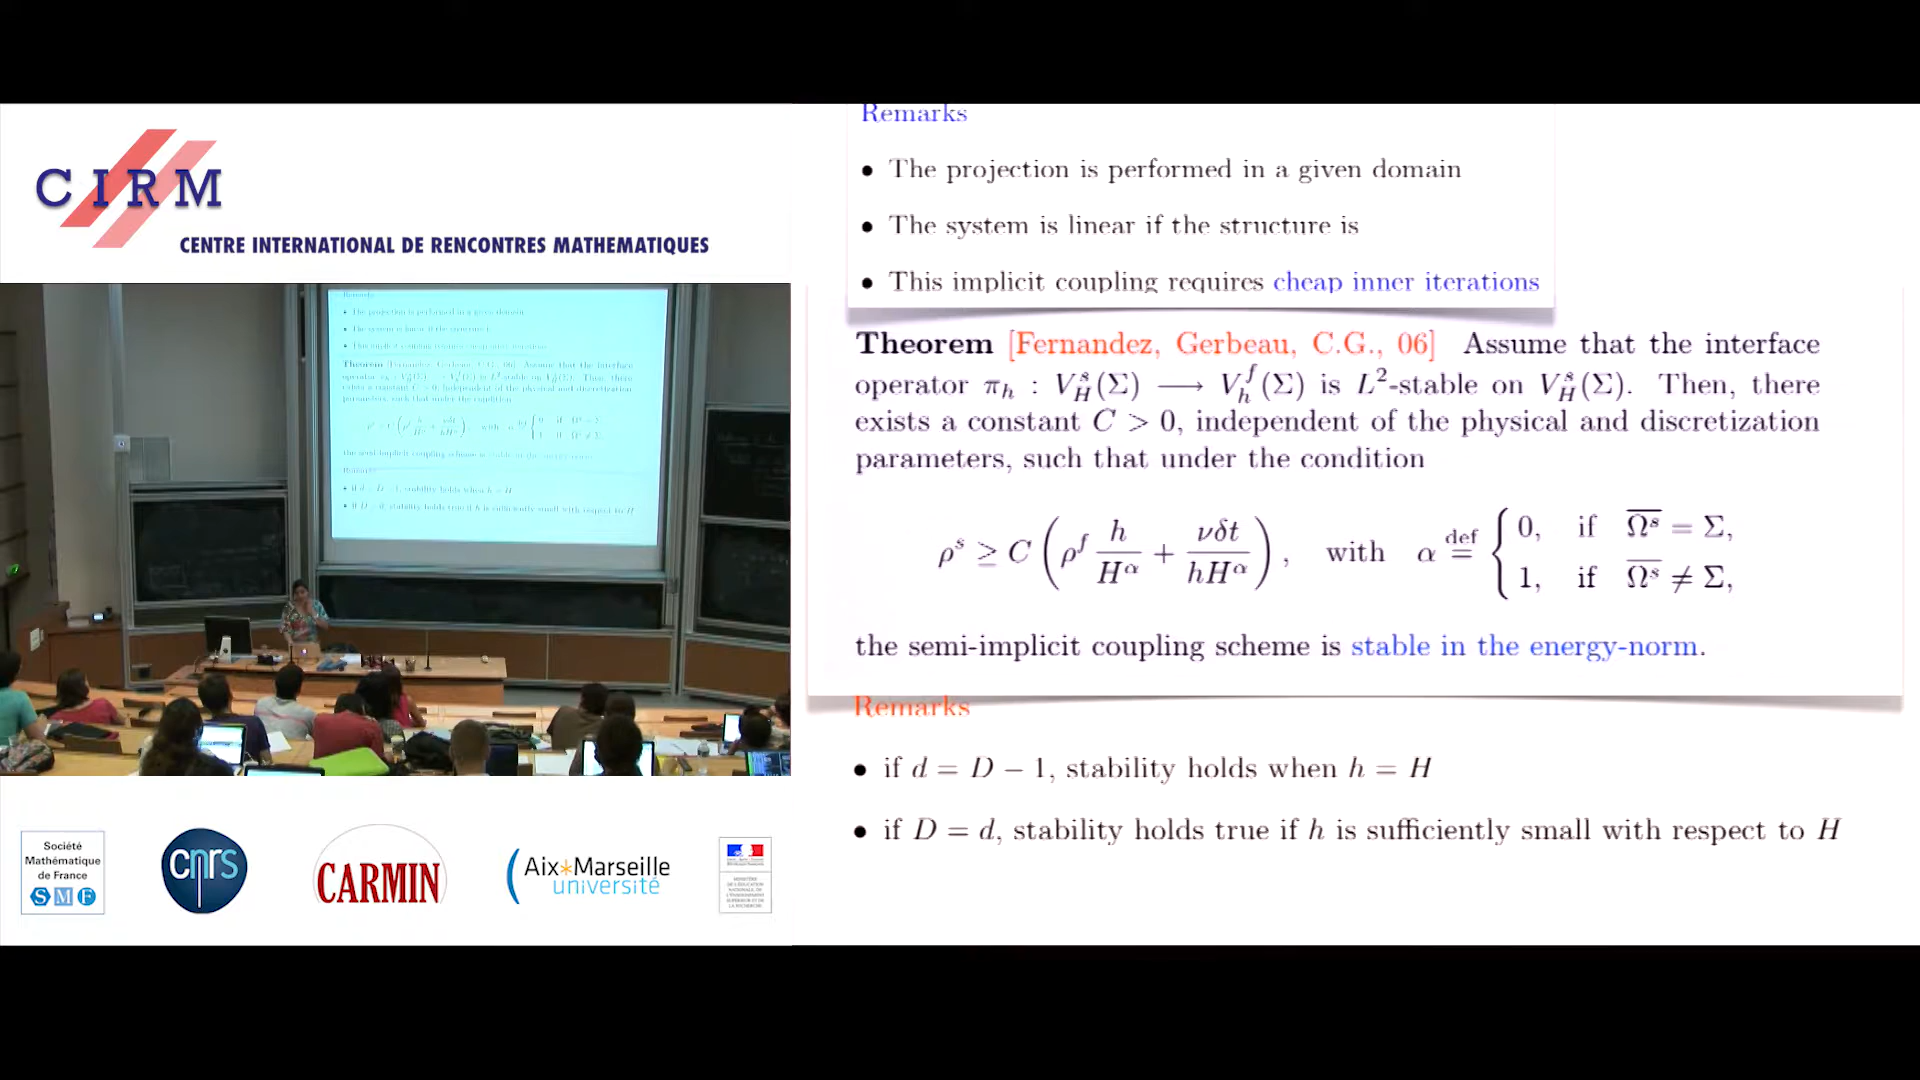 CIRM
CENTRE INTERNATIONAL DE RENCONTRES MATHEMATIQUES
Remarks
• The projection is performed in a given domain
• The system is linear if the structure is
• This implicit coupling requires cheap inner iterations
Theorem [Fernandez, Gerbeau, C.G., 06] Assume that the interface
operator π_h : V_H^s(Σ) ⟶ V_h^f(Σ) is L²-stable on V_H^s(Σ). Then, there
exists a constant C > 0, independent of the physical and discretization
parameters, such that under the condition
ρ^s ≥ C (ρ^f h/H^α + νδt/(hH^α)), with α def= { 0, if Ω̅^s = Σ,
1, if Ω̅^s ≠ Σ,
the semi-implicit coupling scheme is stable in the energy-norm.
Remarks
• if d = D − 1, stability holds when h = H
• if D = d, stability holds true if h is sufficiently small with respect to H
Société
Mathématique
de France
SMF
cnrs
CARMIN
Aix*Marseille
université